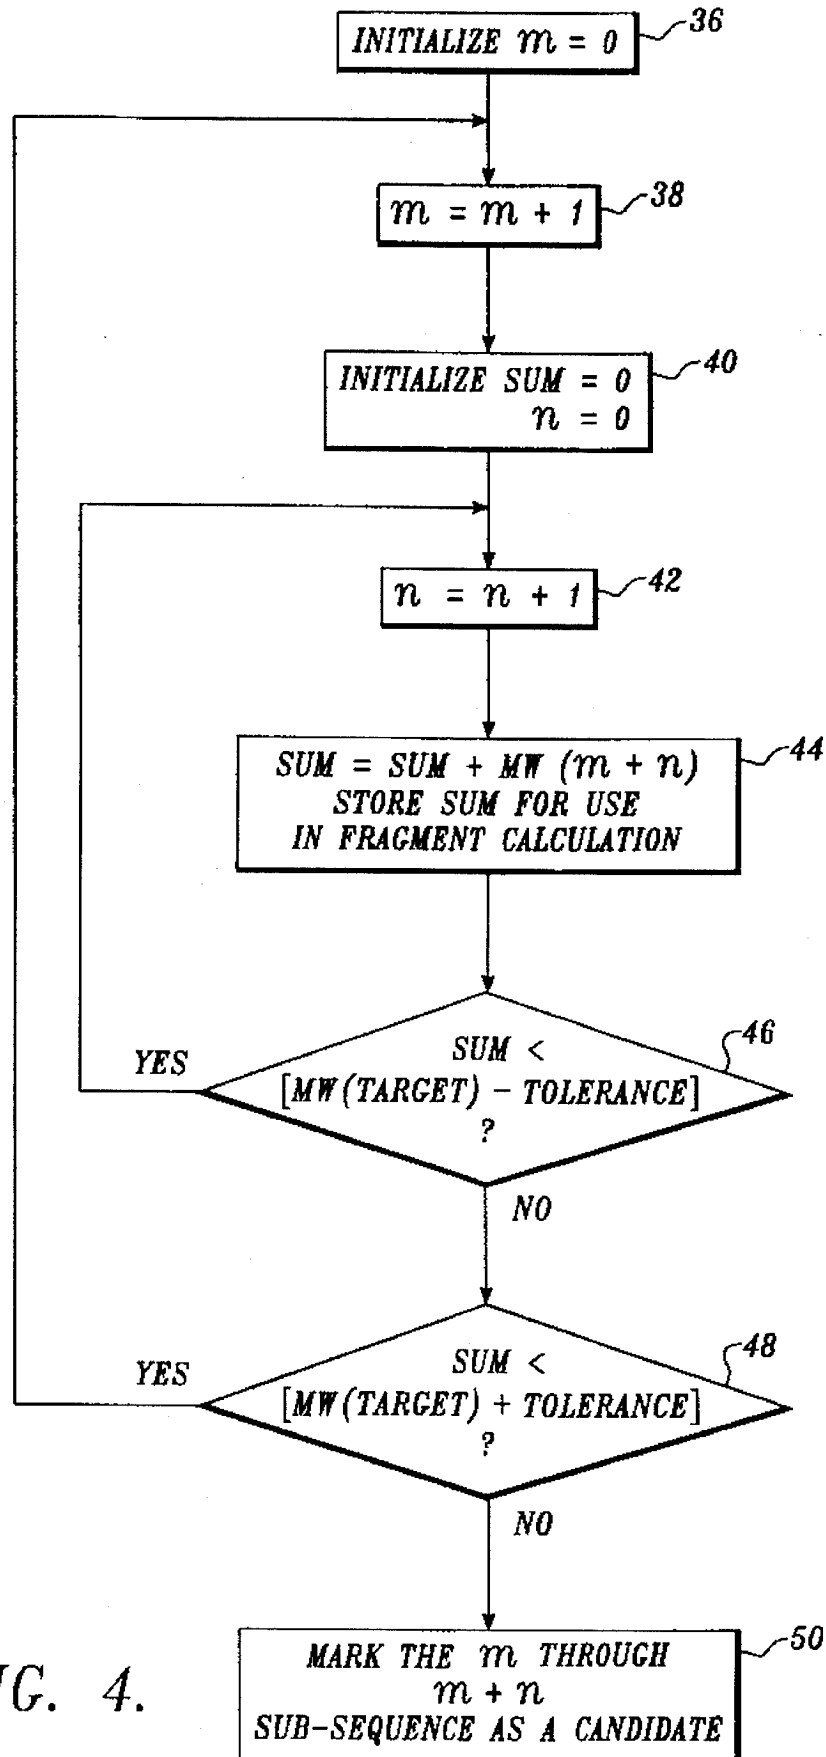 INITIALIZE m = 0
36
m = m + 1
38
INITIALIZE SUM = 0
n = 0
40
n = n + 1
42
SUM = SUM + MW (m + n)
STORE SUM FOR USE
IN FRAGMENT CALCULATION
44
SUM <
[MW(TARGET) - TOLERANCE]
?
46
YES
NO
SUM <
[MW(TARGET) + TOLERANCE]
?
48
YES
NO
MARK THE m THROUGH
m + n
SUB-SEQUENCE AS A CANDIDATE
50
IG. 4.